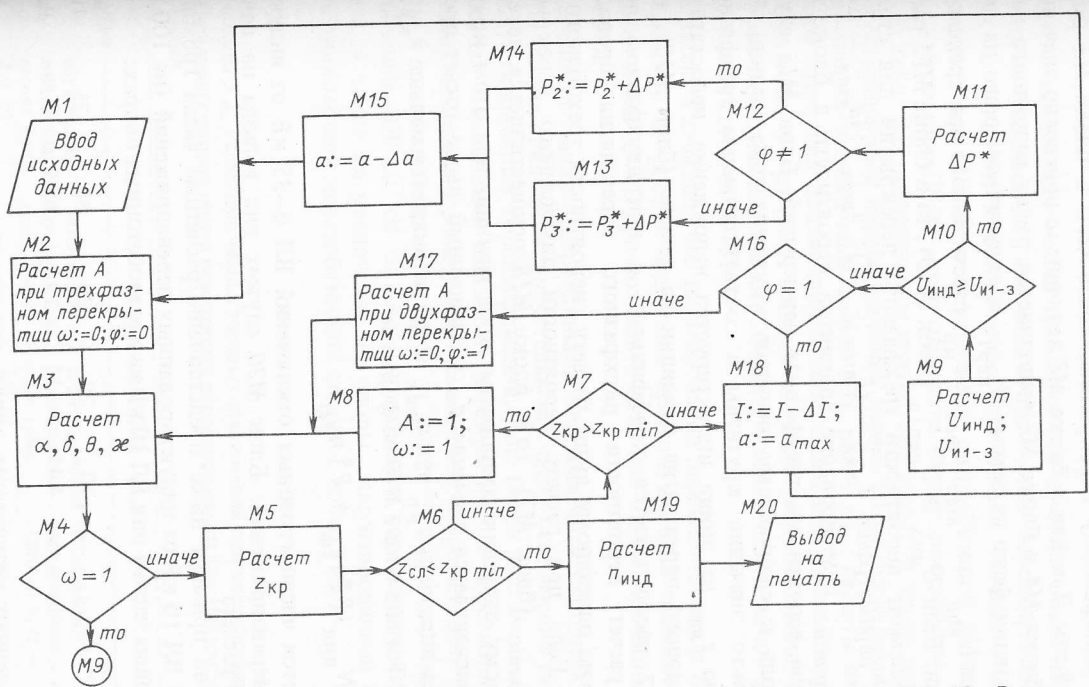 M1
Ввод
исходных
данных
M2
Расчет А
при трехфаз-
ном перекры-
тии ω:=0; φ:=0
M3
Расчет
α, δ, θ, æ
M4
ω = 1
иначе
то
M9
M5
Расчет
Zкр
M6
Zсл ≤ Zкр min
иначе
то
M7
Zкр > Zкр min
то
иначе
M8
A := 1;
ω := 1
M9
Расчет
Uинд;
Uи1-3
M10
Uинд ≥ Uи1-3
иначе
M11
Расчет
ΔP*
M12
φ ≠ 1
то
иначе
M13
P3* := P3* + ΔP*
M14
P2* := P2* + ΔP*
M15
a := a − Δa
M16
φ = 1
иначе
то
M17
Расчет А
при двухфаз-
ном перекры-
тии ω:=0; φ:=1
M18
I := I − ΔI;
a := a max
M19
Расчет
nинд
M20
Вывод
на
печать